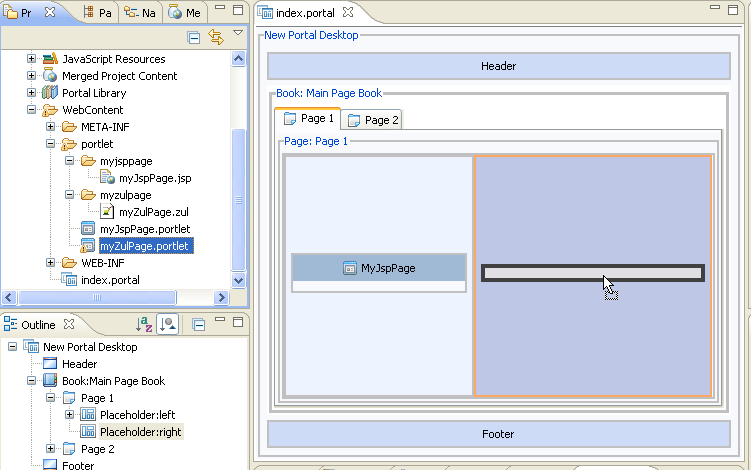 Pr
Pa
Na
Me
JavaScript Resources
Merged Project Content
Portal Library
WebContent
META-INF
portlet
myjsppage
myJspPage.jsp
myzulpage
myZulPage.zul
myJspPage.portlet
myZulPage.portlet
WEB-INF
index.portal
Outline
New Portal Desktop
Header
Book:Main Page Book
Page 1
Placeholder:left
Placeholder:right
Page 2
Footer
index.portal
New Portal Desktop
Header
Book: Main Page Book
Page 1 Page 2
Page: Page 1
MyJspPage
Footer